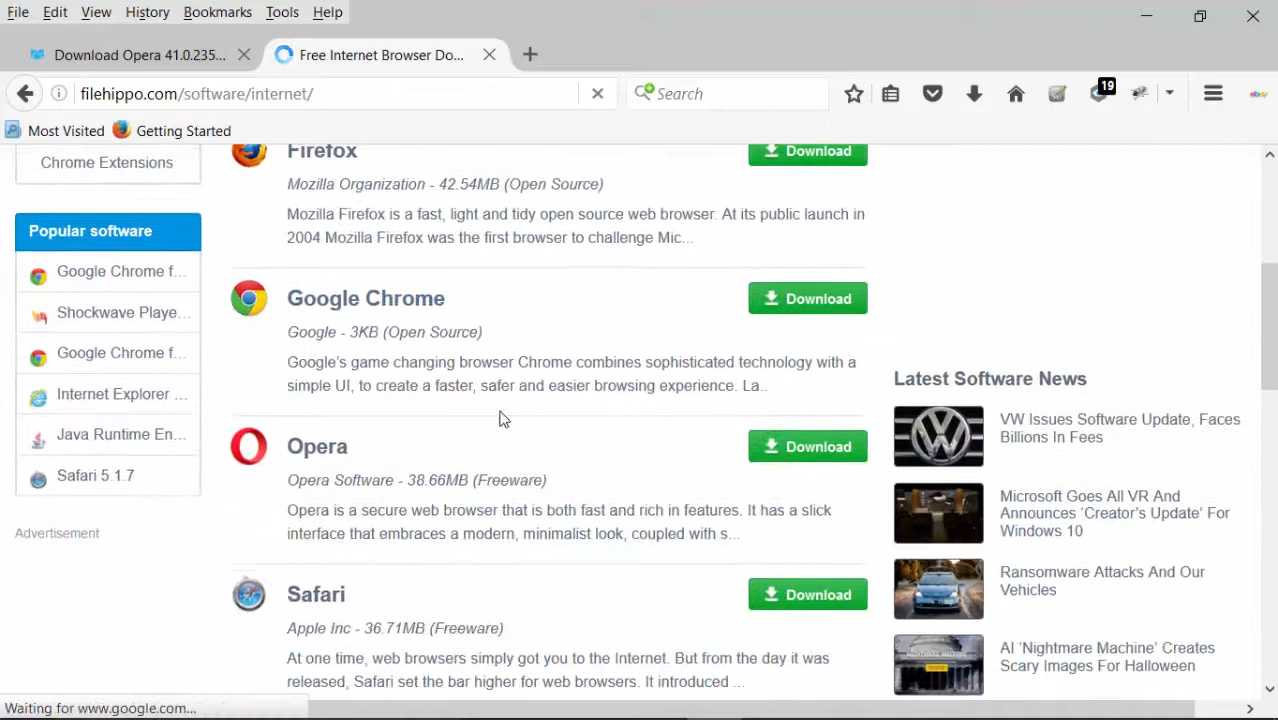 File Edit View History Bookmarks Tools Help
Download Opera 41.0.235...
Free Internet Browser Do...
filehippo.com/software/internet/
Search
19
ebay
Most Visited
Getting Started
Chrome Extensions
Popular software
Google Chrome f...
Shockwave Playe...
Google Chrome f...
Internet Explorer ...
Java Runtime En...
Safari 5.1.7
Advertisement
Firefox
Download
Mozilla Organization - 42.54MB (Open Source)
Mozilla Firefox is a fast, light and tidy open source web browser. At its public launch in
2004 Mozilla Firefox was the first browser to challenge Mic...
Google Chrome
Download
Google - 3KB (Open Source)
Google's game changing browser Chrome combines sophisticated technology with a
simple UI, to create a faster, safer and easier browsing experience. La..
Opera
Download
Opera Software - 38.66MB (Freeware)
Opera is a secure web browser that is both fast and rich in features. It has a slick
interface that embraces a modern, minimalist look, coupled with s...
Safari
Download
Apple Inc - 36.71MB (Freeware)
At one time, web browsers simply got you to the Internet. But from the day it was
released, Safari set the bar higher for web browsers. It introduced ...
Latest Software News
VW Issues Software Update, Faces
Billions In Fees
Microsoft Goes All VR And
Announces ‘Creator’s Update’ For
Windows 10
Ransomware Attacks And Our
Vehicles
AI ‘Nightmare Machine’ Creates
Scary Images For Halloween
Waiting for www.google.com...